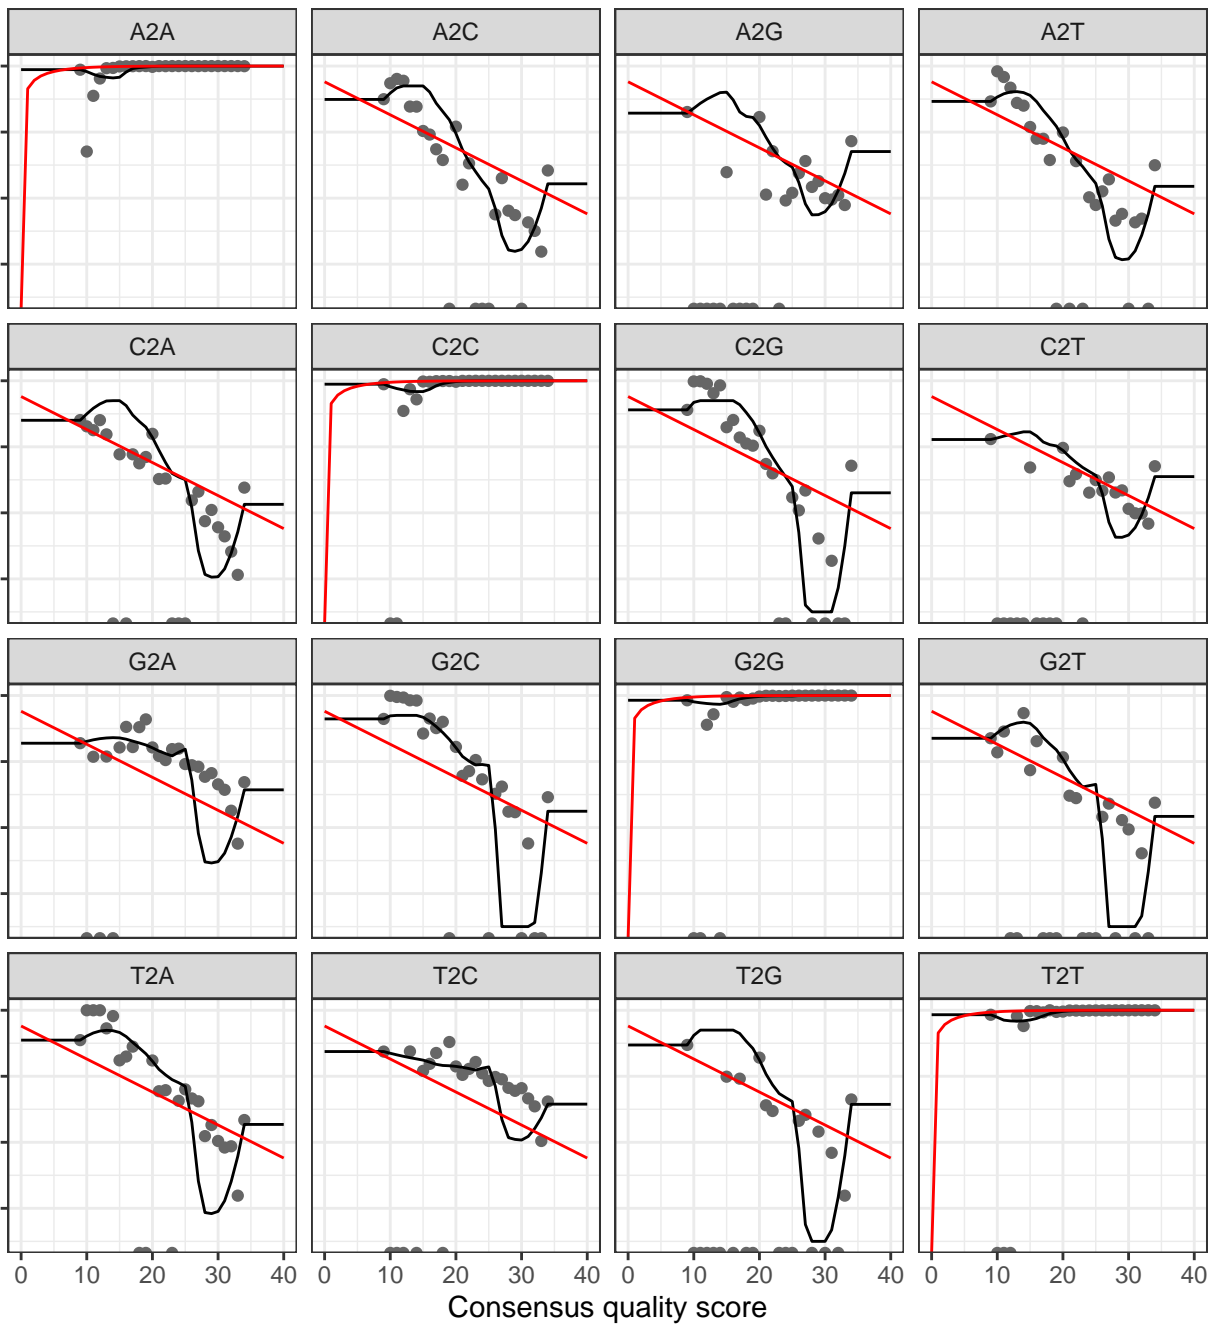 A2A A2C A2G A2T
C2A C2C C2G C2T
G2A G2C G2G G2T
T2A T2C T2G T2T
0 10 20 30 40 0 10 20 30 40 0 10 20 30 40 0 10 20 30 40
Consensus quality score